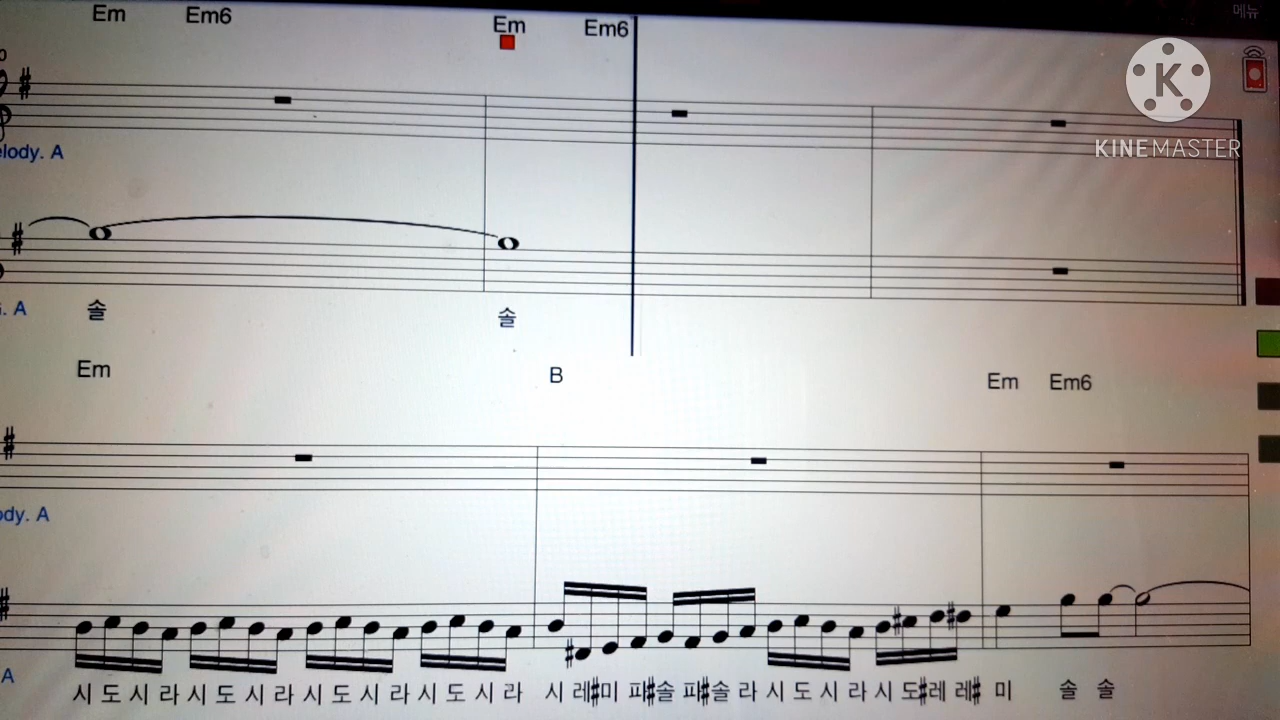 메뉴
Em Em6 Em Em6
KINEMASTER
elody. A
. A
솔 솔
Em B Em Em6
ody. A
A
시 도 시 라 시 도 시 라 시 도 시 라 시 도 시 라 시 레# 미 파# 솔 파# 솔 라 시 도 시 라 시 도# 레 레# 미 솔 솔